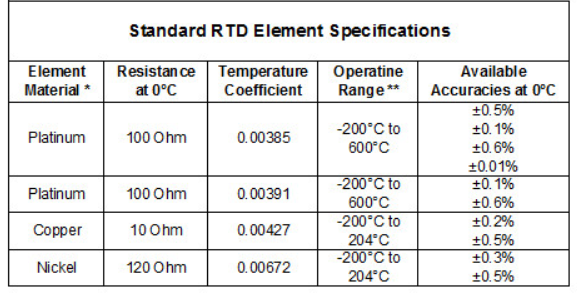 Standard RTD Element Specifications
Element Resistance Temperature Operatine Available
Material * at 0°C Coefficient Range ** Accuracies at 0°C
±0.5%
Platinum 100 Ohm 0.00385 -200°C to ±0.1%
600°C ±0.6%
±0.01%
Platinum 100 Ohm 0.00391 -200°C to ±0.1%
600°C ±0.6%
Copper 10 Ohm 0.00427 -200°C to ±0.2%
204°C ±0.5%
Nickel 120 Ohm 0.00672 -200°C to ±0.3%
204°C ±0.5%